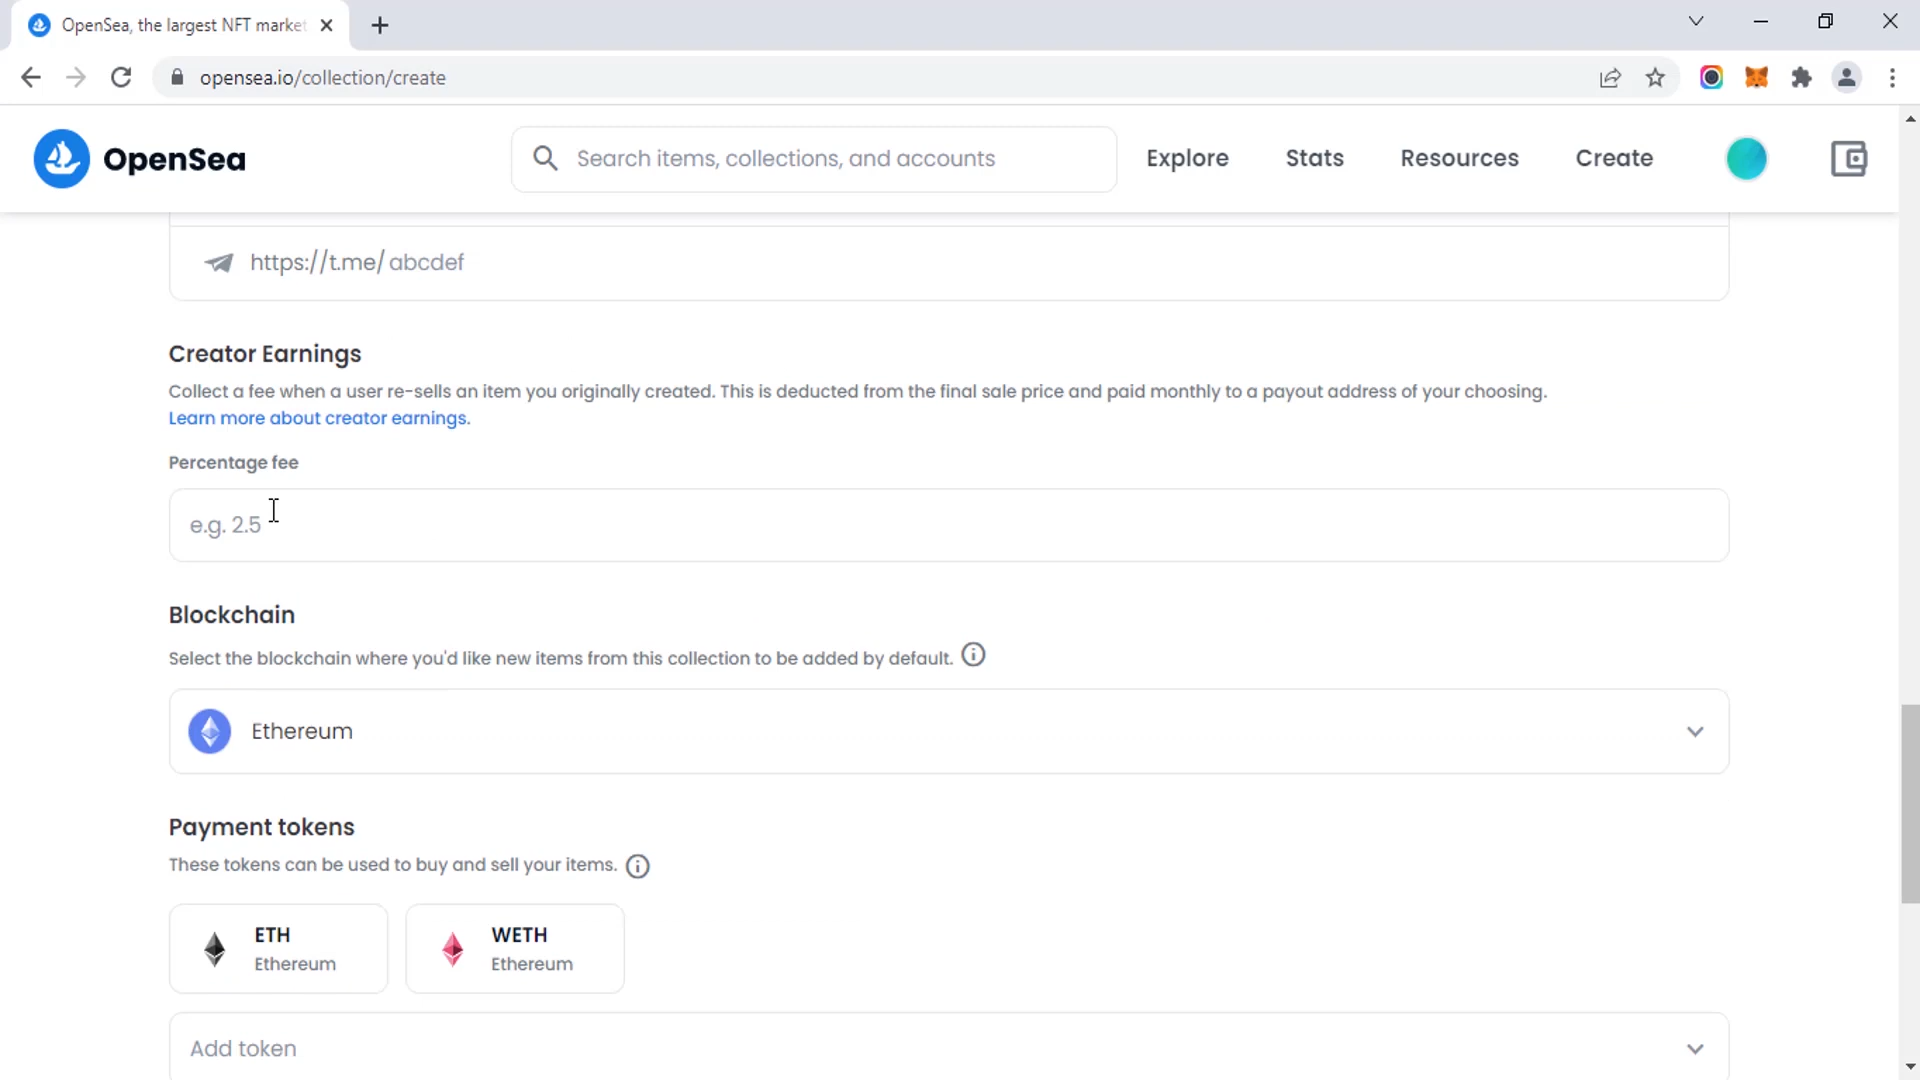 OpenSea, the largest NFT market
opensea.io/collection/create
OpenSea
Search items, collections, and accounts
Explore
Stats
Resources
Create
https://t.me/ abcdef
Creator Earnings
Collect a fee when a user re-sells an item you originally created. This is deducted from the final sale price and paid monthly to a payout address of your choosing.
Learn more about creator earnings.
Percentage fee
e.g. 2.5
Blockchain
Select the blockchain where you'd like new items from this collection to be added by default.
Ethereum
Payment tokens
These tokens can be used to buy and sell your items.
ETH
Ethereum
WETH
Ethereum
Add token